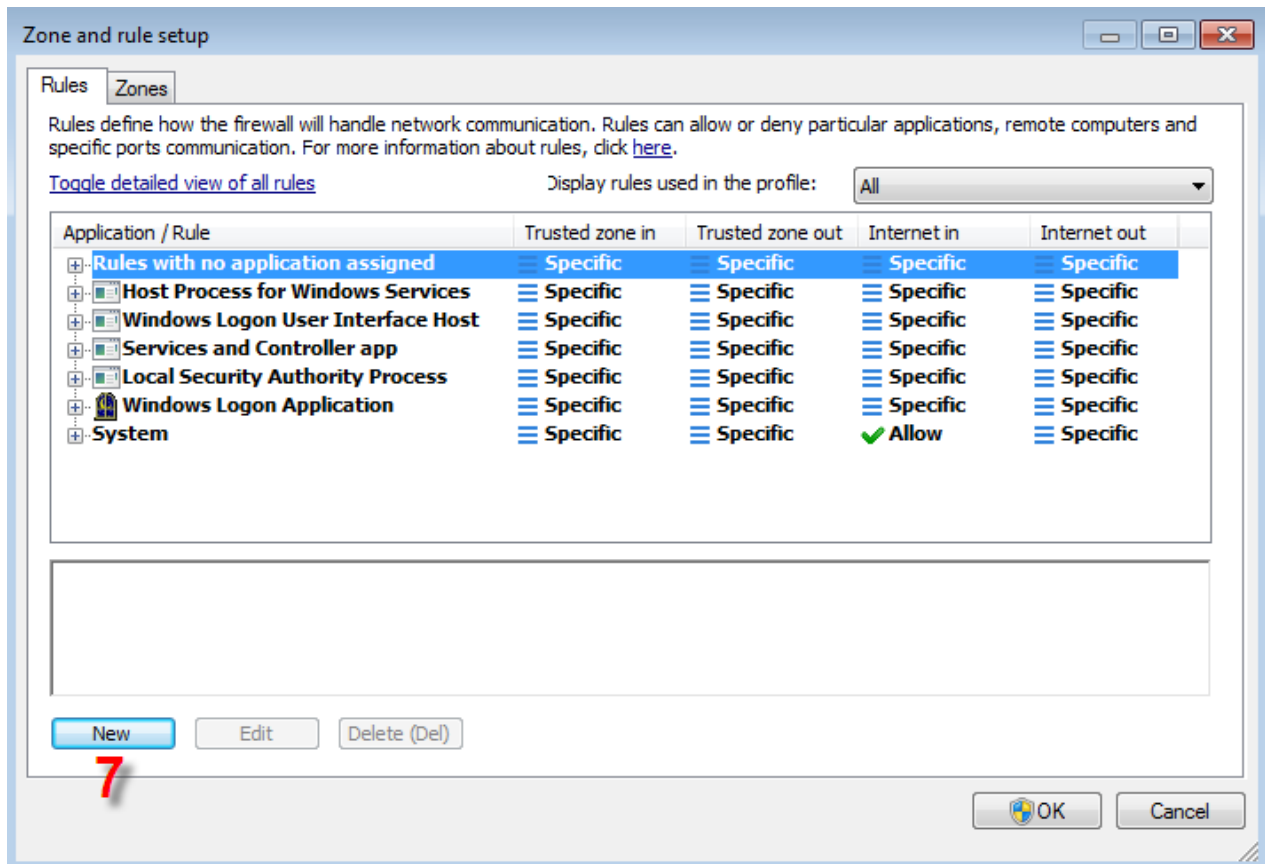 Zone and rule setup
Rules Zones
Rules define how the firewall will handle network communication. Rules can allow or deny particular applications, remote computers and
specific ports communication. For more information about rules, click here.
Toggle detailed view of all rules Display rules used in the profile: All
Application / Rule Trusted zone in Trusted zone out Internet in Internet out
Rules with no application assigned Specific Specific Specific Specific
Host Process for Windows Services Specific Specific Specific Specific
Windows Logon User Interface Host Specific Specific Specific Specific
Services and Controller app Specific Specific Specific Specific
Local Security Authority Process Specific Specific Specific Specific
Windows Logon Application Specific Specific Specific Specific
System Specific Specific Allow Specific
New Edit Delete (Del)
7
OK Cancel